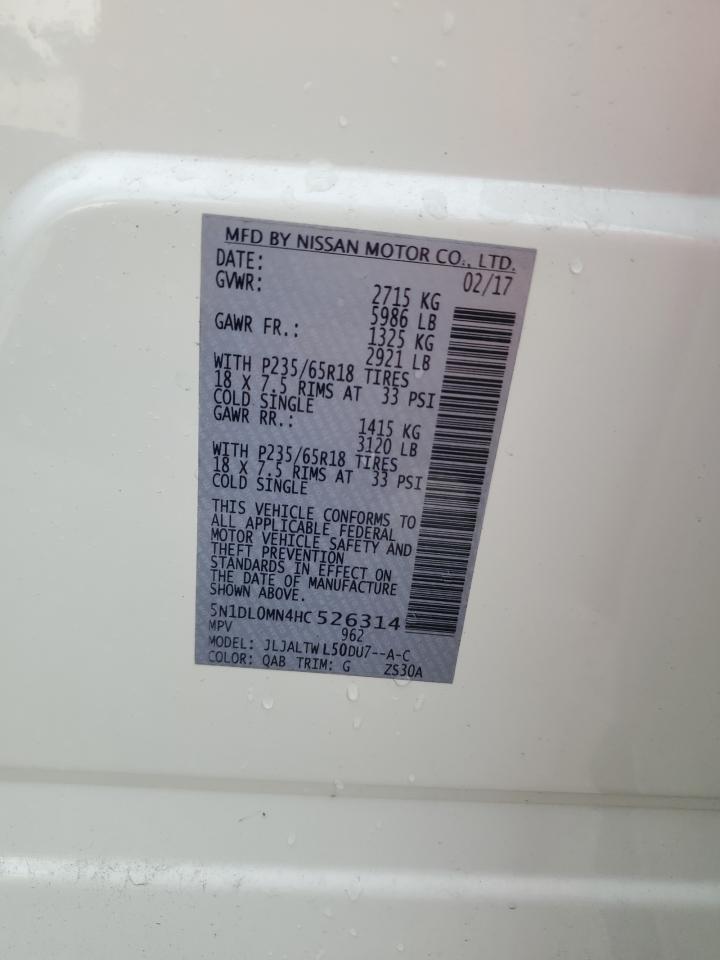 MFD BY NISSAN MOTOR CO., LTD.
DATE: 02/17
GVWR: 2715 KG
5986 LB
GAWR FR.: 1325 KG
2921 LB
WITH P235/65R18 TIRES
18 X 7.5 RIMS AT 33 PSI
COLD SINGLE
GAWR RR.: 1415 KG
3120 LB
WITH P235/65R18 TIRES
18 X 7.5 RIMS AT 33 PSI
COLD SINGLE
THIS VEHICLE CONFORMS TO
ALL APPLICABLE FEDERAL
MOTOR VEHICLE SAFETY AND
THEFT PREVENTION
STANDARDS IN EFFECT ON
THE DATE OF MANUFACTURE
SHOWN ABOVE.
5N1DL0MN4HC526314
MPV 962
MODEL: JLJALTWL50DU7--A-C
COLOR: QAB TRIM: G ZS30A